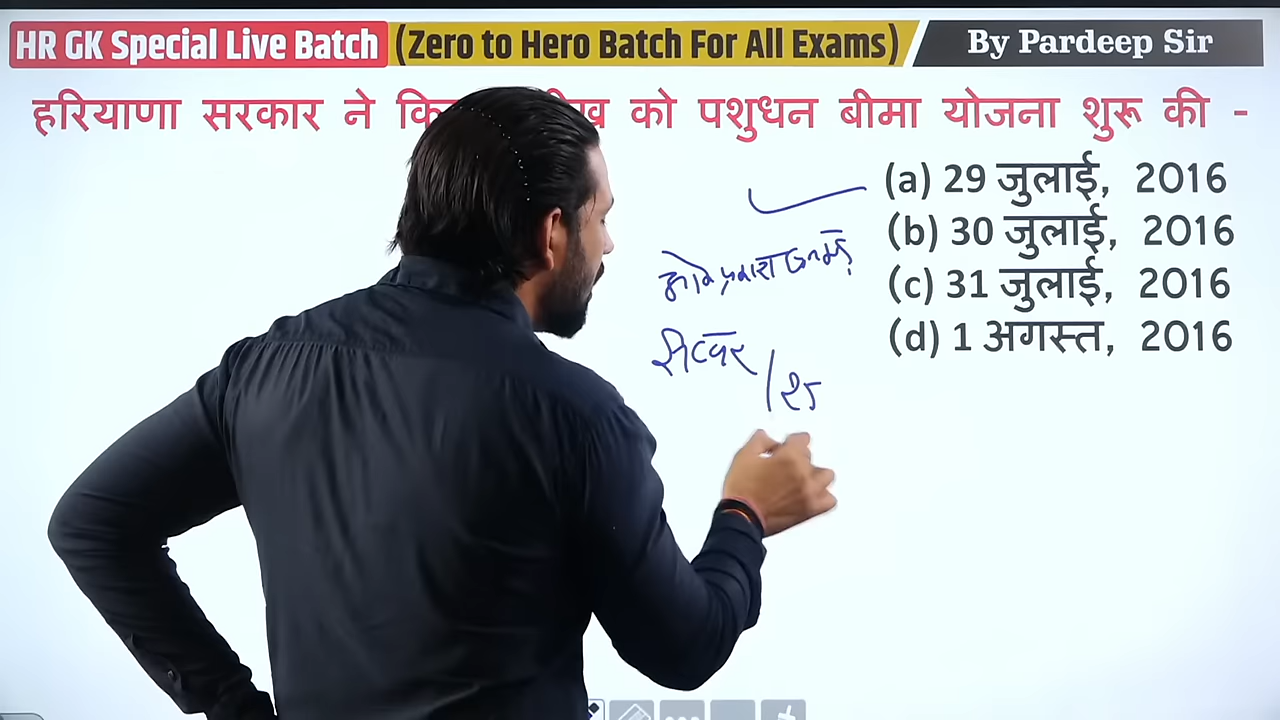 HR GK Special Live Batch (Zero to Hero Batch For All Exams) By Pardeep Sir
हरियाणा सरकार ने को पशुधन बीमा योजना शुरू की -
(a) 29 जुलाई, 2016
(b) 30 जुलाई, 2016
(c) 31 जुलाई, 2016
(d) 1 अगस्त, 2016